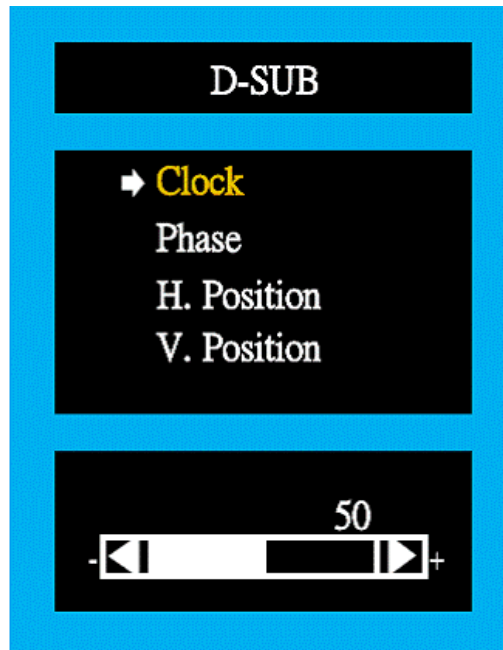 D-SUB
Clock
Phase
H. Position
V. Position
50
- +